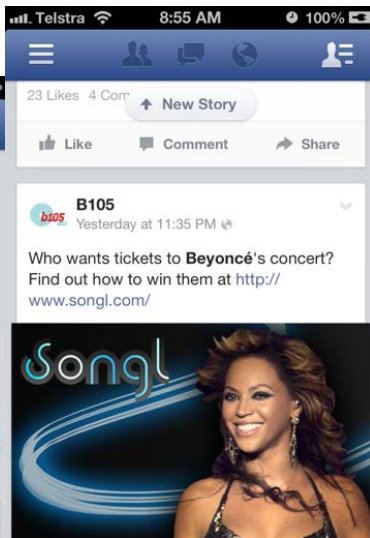 Telstra 8:55 AM 100%
23 Likes 4 Com
New Story
Like Comment Share
b105
B105
Yesterday at 11:35 PM
Who wants tickets to Beyoncé's concert?
Find out how to win them at http://
www.songl.com/
Songl